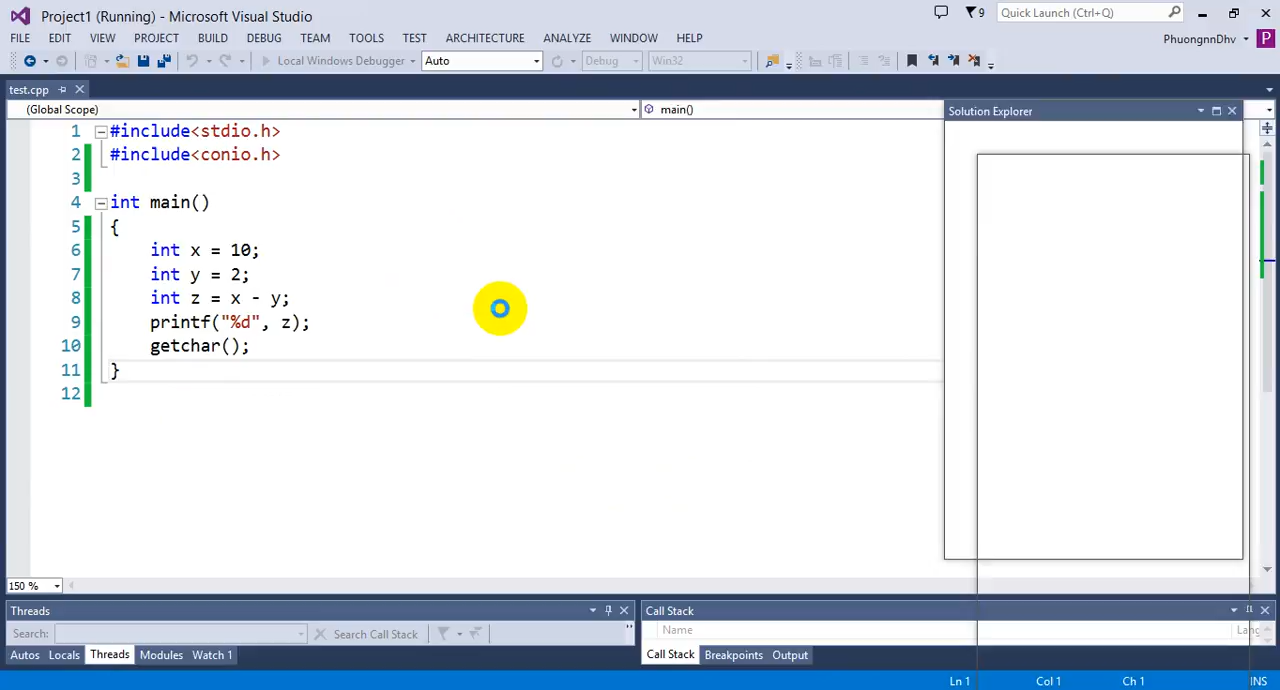 Project1 (Running) - Microsoft Visual Studio
9
Quick Launch (Ctrl+Q)
FILE EDIT VIEW PROJECT BUILD DEBUG TEAM TOOLS TEST ARCHITECTURE ANALYZE WINDOW HELP
PhuongnnDhv P
Local Windows Debugger Auto Debug Win32
test.cpp
(Global Scope) main()
Solution Explorer
1 #include<stdio.h>
2 #include<conio.h>
3
4 int main()
5 {
6 int x = 10;
7 int y = 2;
8 int z = x - y;
9 printf("%d", z);
10 getchar();
11 }
12
150 %
Threads Call Stack
Search: Search Call Stack Name
Autos Locals Threads Modules Watch 1 Call Stack Breakpoints Output
Ln 1 Col 1 Ch 1 INS